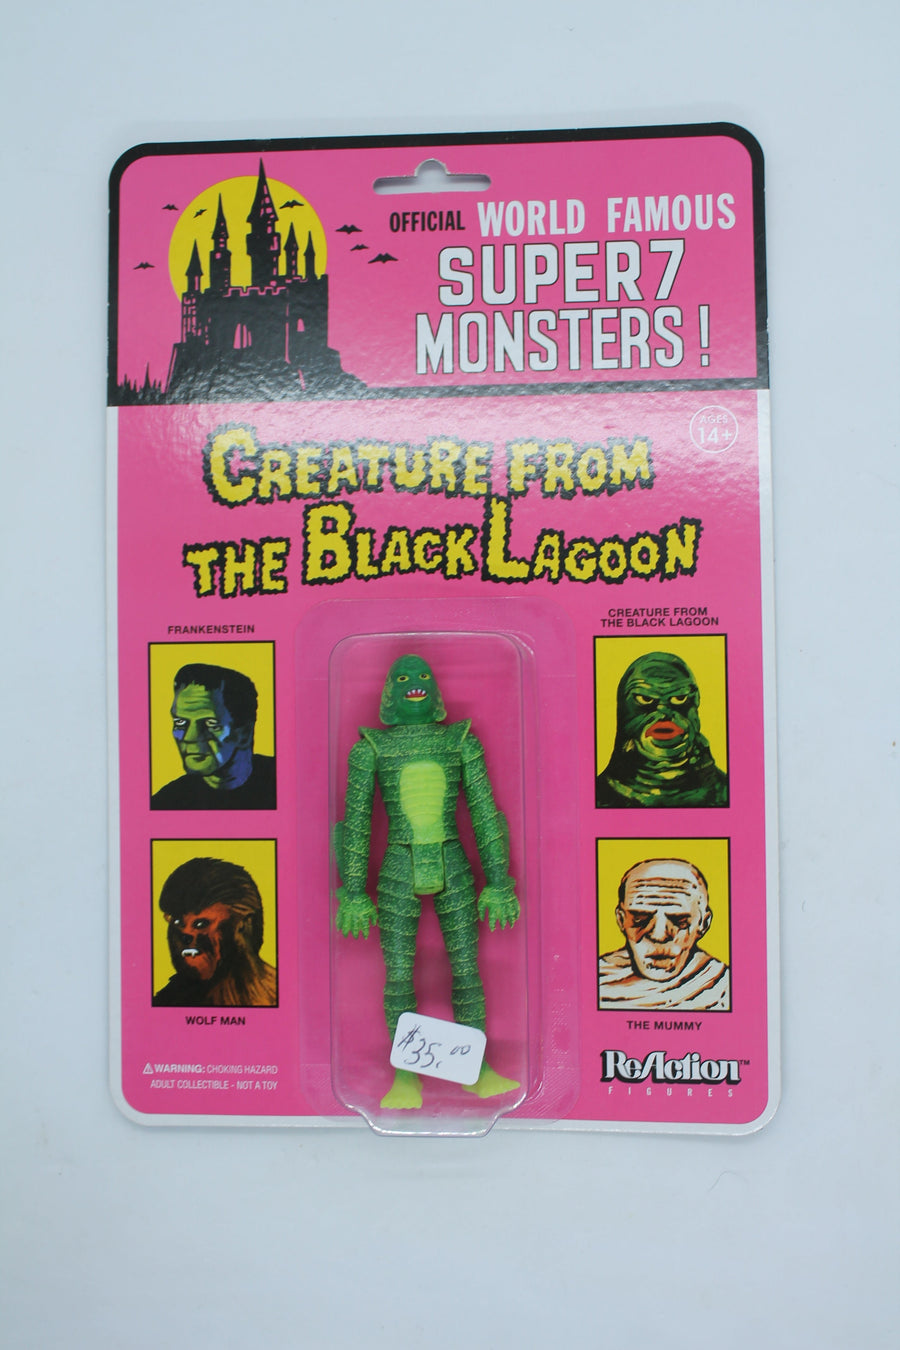 OFFICIAL WORLD FAMOUS
SUPER7
MONSTERS!
AGES
14+
CREATURE FROM
THE BLACK LAGOON
FRANKENSTEIN
CREATURE FROM
THE BLACK LAGOON
WOLF MAN
THE MUMMY
$35.00
WARNING: CHOKING HAZARD
ADULT COLLECTIBLE - NOT A TOY
ReAction™
FIGURES